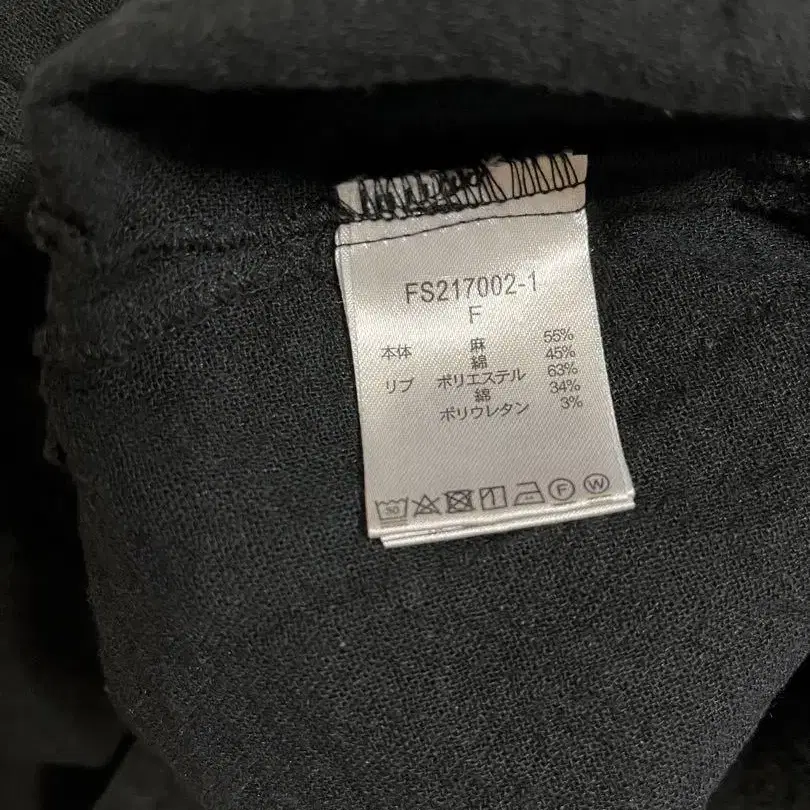 FS217002-1
F
本体 麻 55%
綿 45%
リブ ポリエステル 63%
綿 34%
ポリウレタン 3%
30 F W